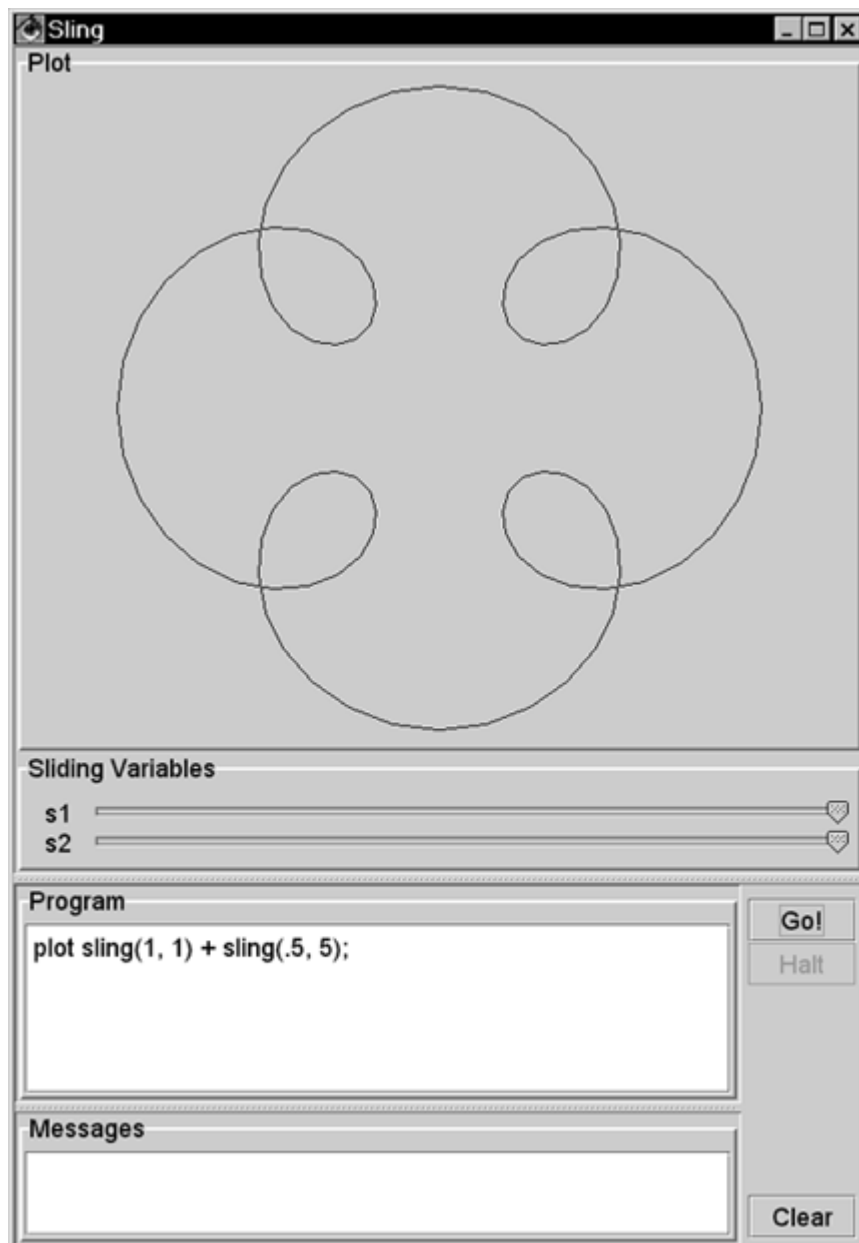 Sling
Plot
Sliding Variables
s1
s2
Program
plot sling(1, 1) + sling(.5, 5);
Go!
Halt
Messages
Clear